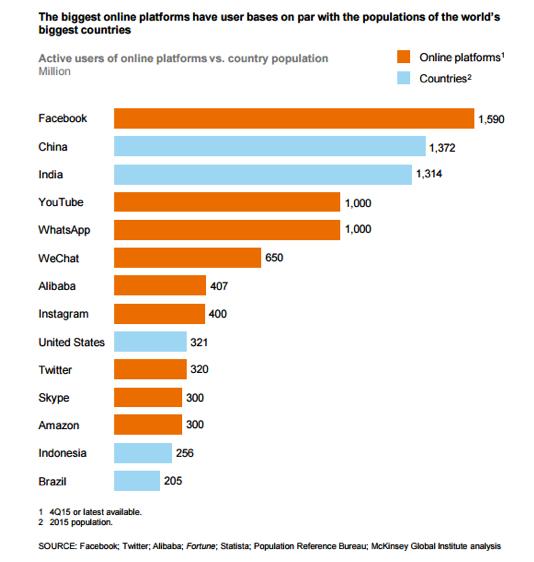 The biggest online platforms have user bases on par with the populations of the world's
biggest countries
Active users of online platforms vs. country population
Million
Online platforms1
Countries2
Facebook 1,590
China 1,372
India 1,314
YouTube 1,000
WhatsApp 1,000
WeChat 650
Alibaba 407
Instagram 400
United States 321
Twitter 320
Skype 300
Amazon 300
Indonesia 256
Brazil 205
1 4Q15 or latest available.
2 2015 population.
SOURCE: Facebook; Twitter; Alibaba; Fortune; Statista; Population Reference Bureau; McKinsey Global Institute analysis